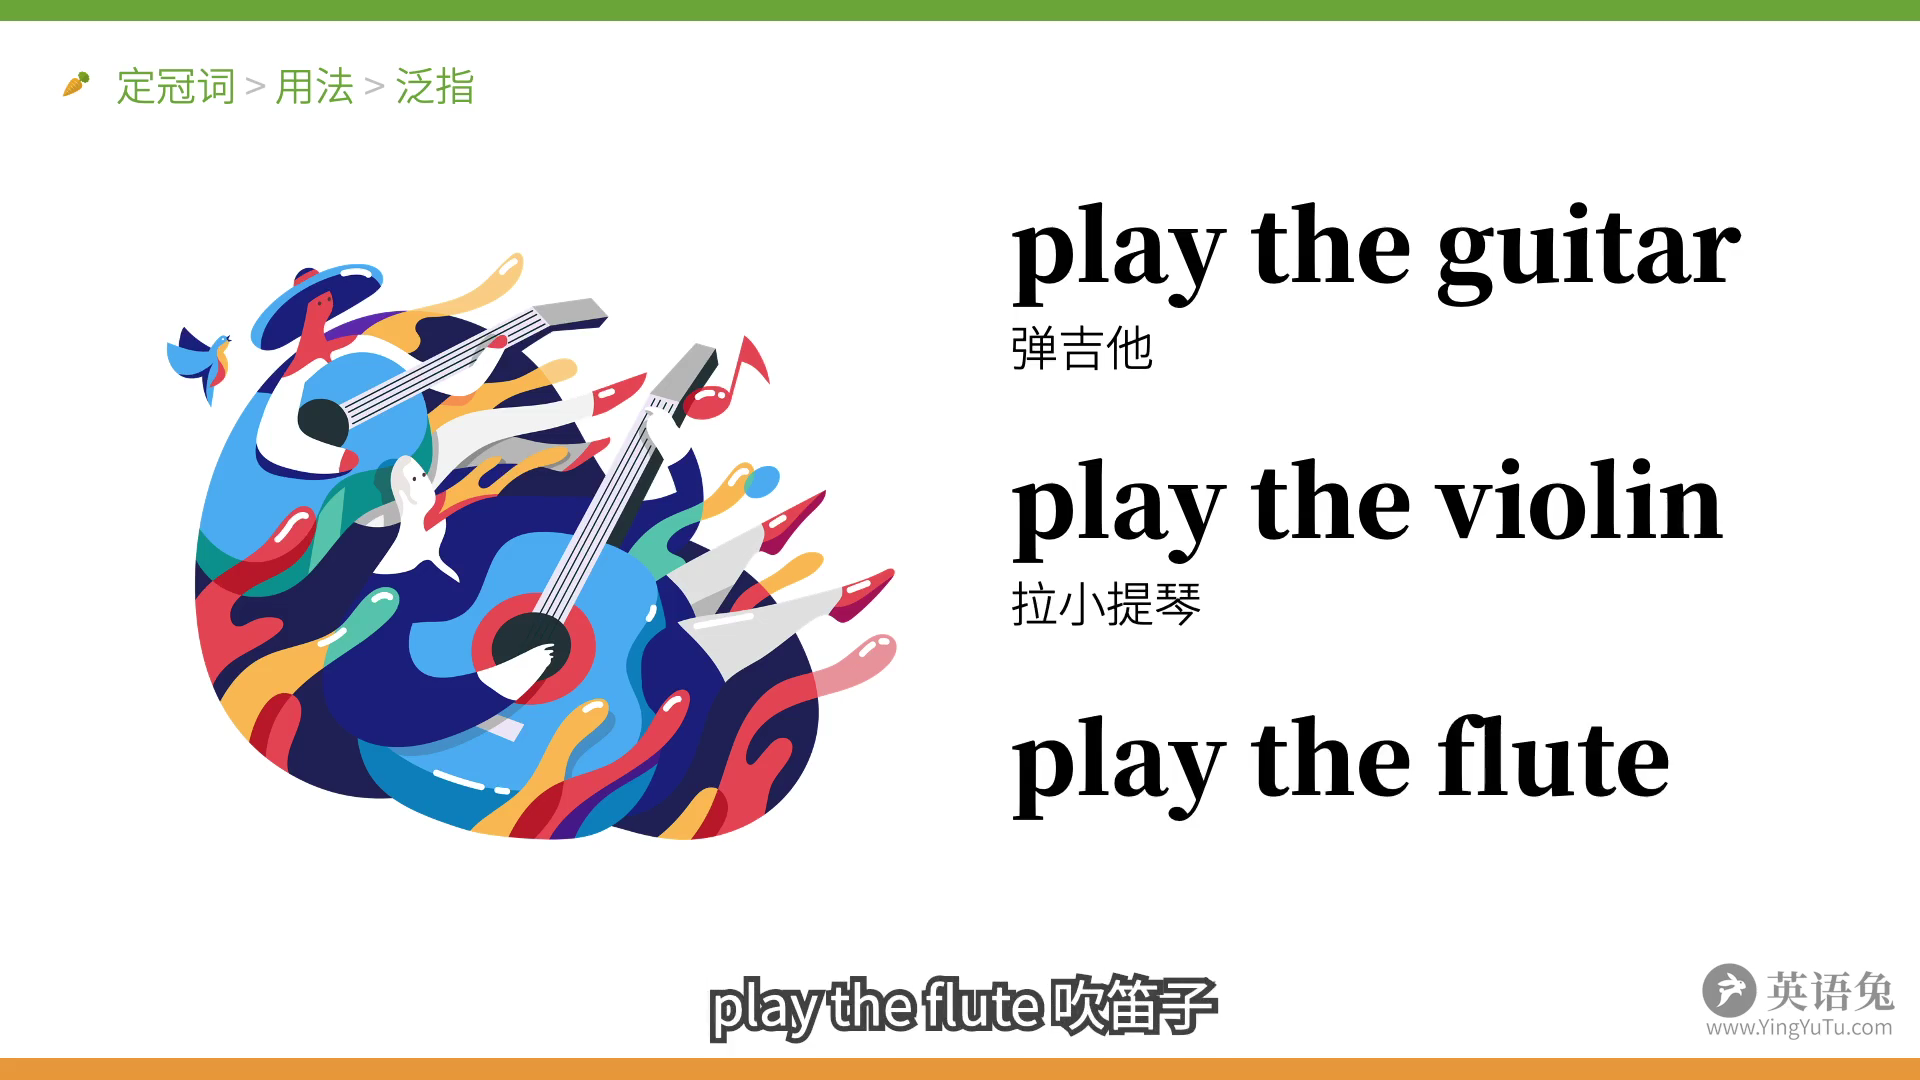 定冠词 > 用法 > 泛指
play the guitar
弹吉他
play the violin
拉小提琴
play the flute
play the flute 吹笛子
英语兔
www.YingYuTu.com